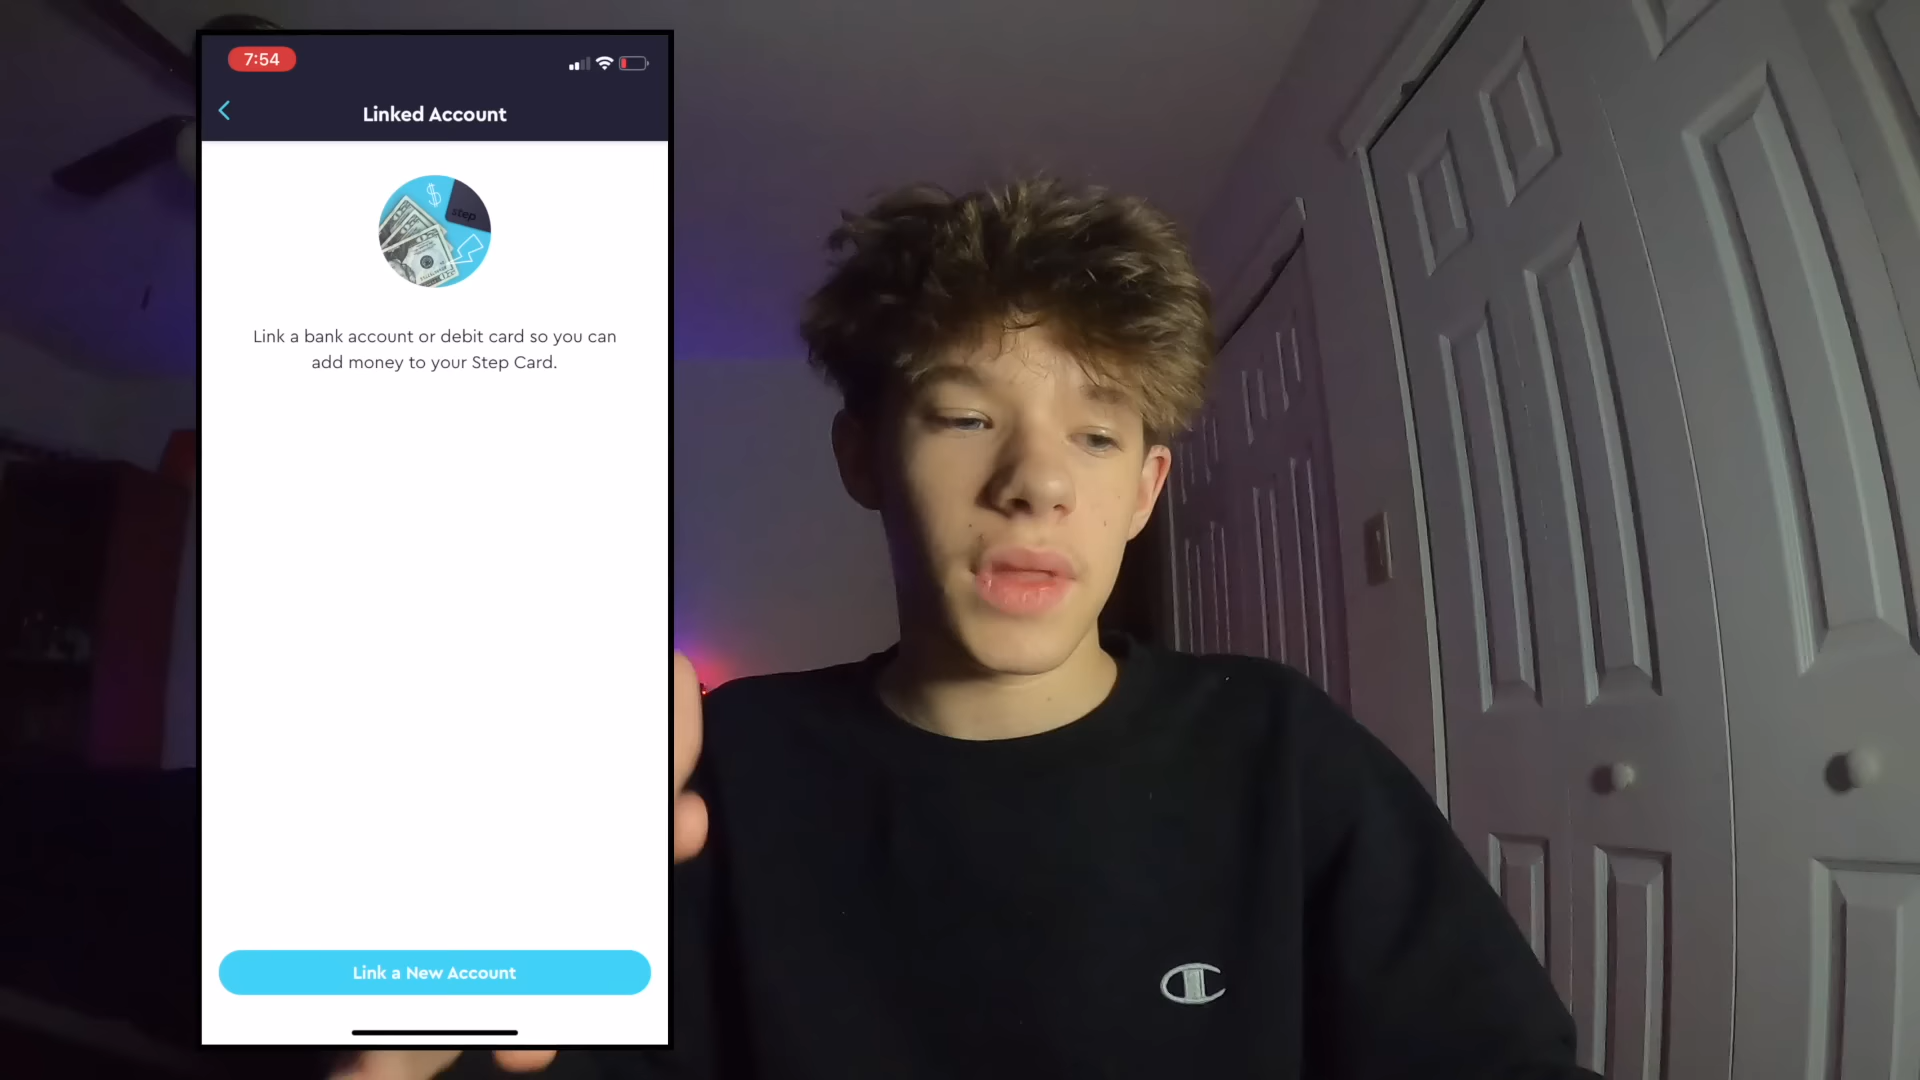 7:54
Linked Account
$
step
Link a bank account or debit card so you can
add money to your Step Card.
Link a New Account